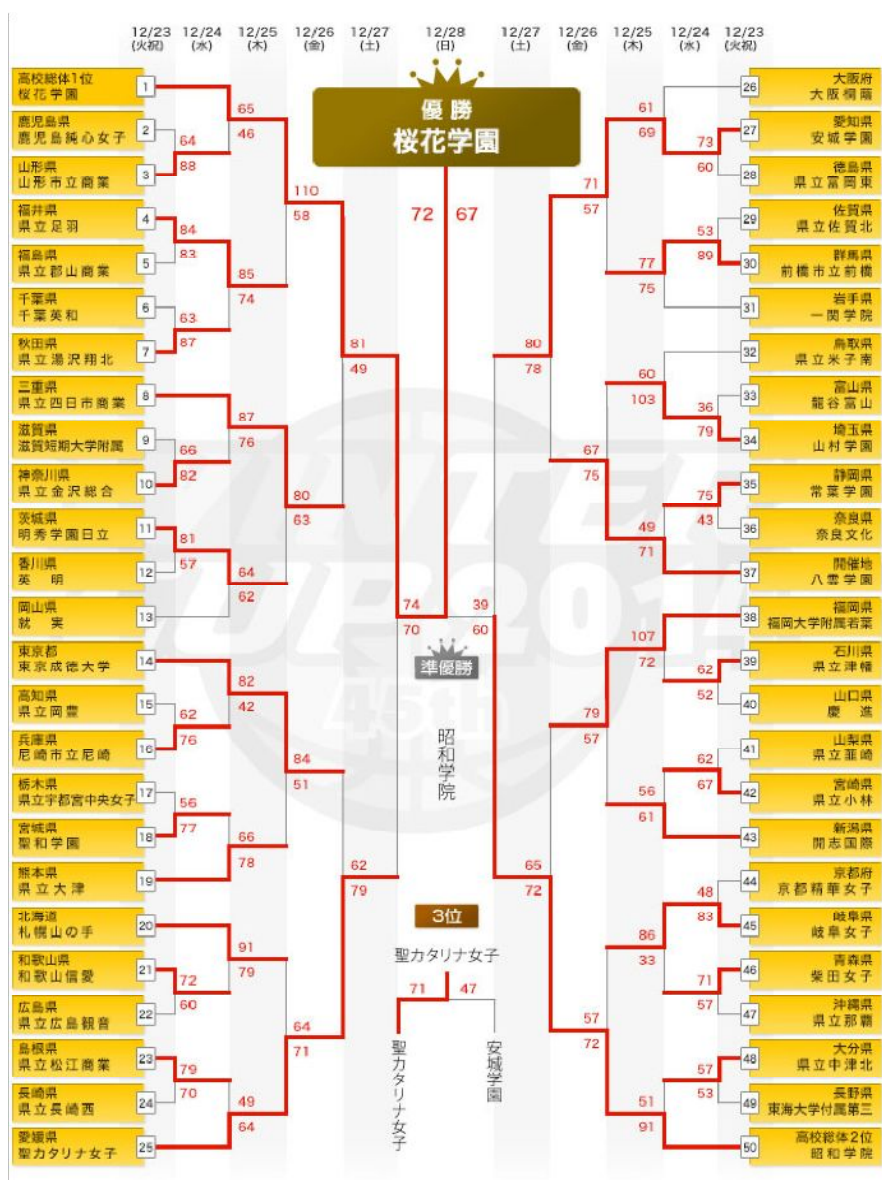 12/23 12/24 12/25 12/26 12/27 12/28 12/27 12/26 12/25 12/24 12/23
(火祝) (水) (木) (金) (土) (日) (土) (金) (木) (水) (火祝)
優勝
桜花学園
72 67
高校総体1位
桜花学園
1
鹿児島県
鹿児島純心女子
2
山形県
山形市立商業
3
福井県
県立足羽
4
福島県
県立郡山商業
5
千葉県
千葉英和
6
秋田県
県立湯沢翔北
7
三重県
県立四日市商業
8
滋賀県
滋賀短期大学附属
9
神奈川県
県立金沢総合
10
茨城県
明秀学園日立
11
香川県
英 明
12
岡山県
就 実
13
東京都
東京成徳大学
14
高知県
県立岡豊
15
兵庫県
尼崎市立尼崎
16
栃木県
県立宇都宮中央女子
17
宮城県
聖和学園
18
熊本県
県立大津
19
北海道
札幌山の手
20
和歌山県
和歌山信愛
21
広島県
県立広島観音
22
島根県
県立松江商業
23
長崎県
県立長崎西
24
愛媛県
聖カタリナ女子
25
64
88
84
83
63
87
66
82
81
57
62
76
56
77
72
60
79
70
65
46
85
74
87
76
64
62
82
42
66
78
91
79
49
64
110
58
80
63
84
51
64
71
81
49
62
79
74
70
39
60
準優勝
昭和学院
3位
聖カタリナ女子
71 47
聖カタリナ女子
安城学園
80
78
65
72
71
57
67
75
79
57
57
72
61
69
77
75
60
103
49
71
107
72
56
61
86
33
51
91
73
60
53
89
36
79
75
43
62
52
62
67
48
83
71
57
57
53
26
大阪府
大阪桐蔭
27
愛知県
安城学園
28
徳島県
県立富岡東
29
佐賀県
県立佐賀北
30
群馬県
前橋市立前橋
31
岩手県
一関学院
32
鳥取県
県立米子南
33
富山県
龍谷富山
34
埼玉県
山村学園
35
静岡県
常葉学園
36
奈良県
奈良文化
37
開催地
八雲学園
38
福岡県
福岡大学附属若葉
39
石川県
県立津幡
40
山口県
慶 進
41
山梨県
県立韮崎
42
宮崎県
県立小林
43
新潟県
開志国際
44
京都府
京都精華女子
45
岐阜県
岐阜女子
46
青森県
柴田女子
47
沖縄県
県立那覇
48
大分県
県立中津北
49
長野県
東海大学付属第三
50
高校総体2位
昭和学院
WINTER
CUP2014
45th